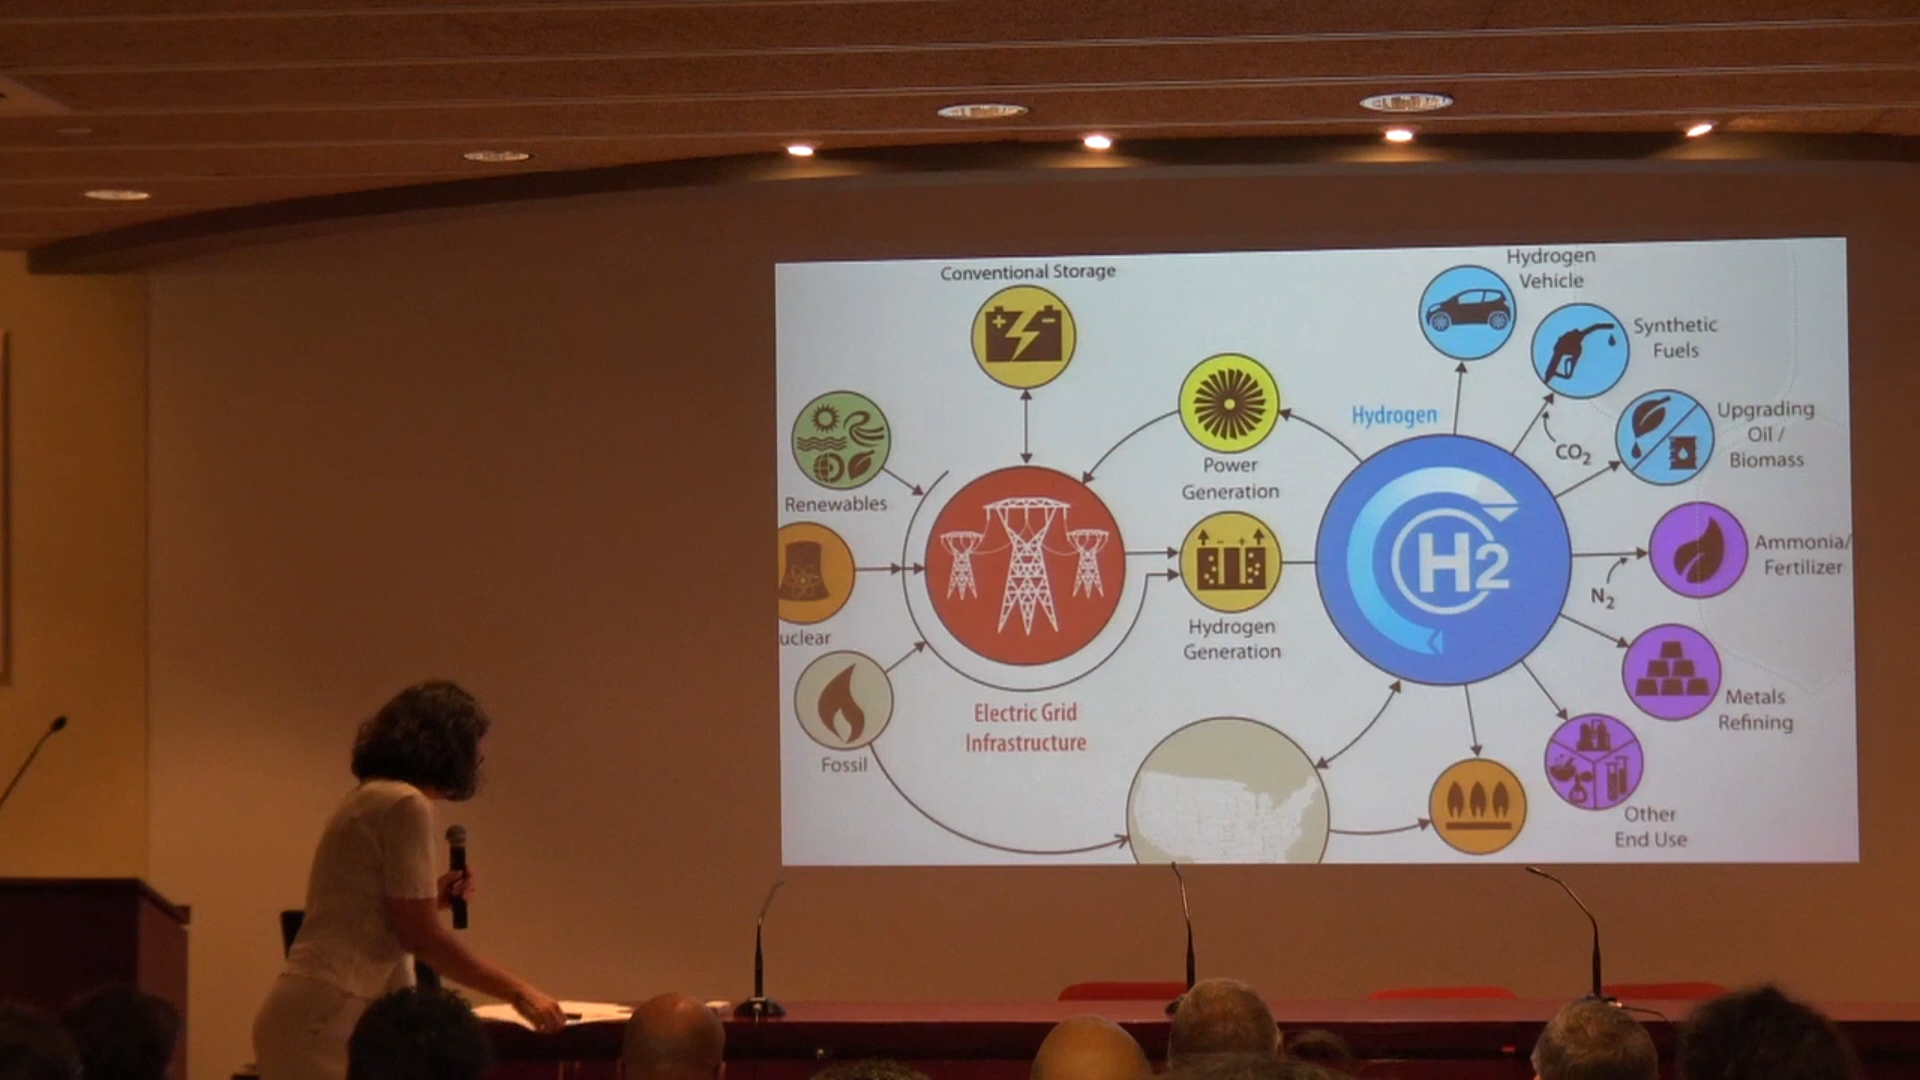 Conventional Storage
Hydrogen
Vehicle
Synthetic
Fuels
Hydrogen
Upgrading
Oil /
Biomass
CO₂
Renewables
Power
Generation
H2
Ammonia/
Fertilizer
N₂
uclear
Hydrogen
Generation
Electric Grid
Infrastructure
Metals
Refining
Fossil
Other
End Use